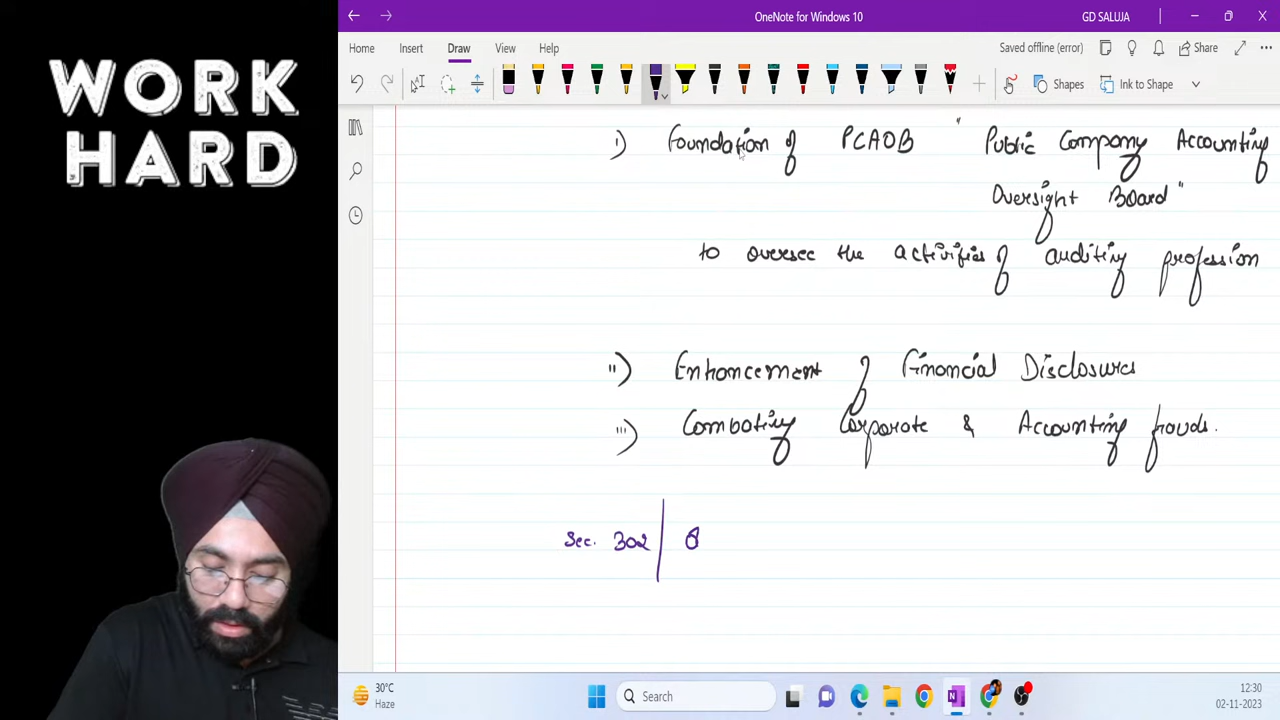 WORK
HARD
OneNote for Windows 10
GD SALUJA
Home Insert Draw View Help
Saved offline (error)
Share
Shapes
Ink to Shape
i) Foundation of PCAOB "Public Company Accounting
Oversight Board"
to oversee the activities of auditing profession
ii) Enhancement of Financial Disclosures
iii) Combating Corporate & Accounting frauds.
Sec. 302
30°C
Haze
Search
12:30
02-11-2023